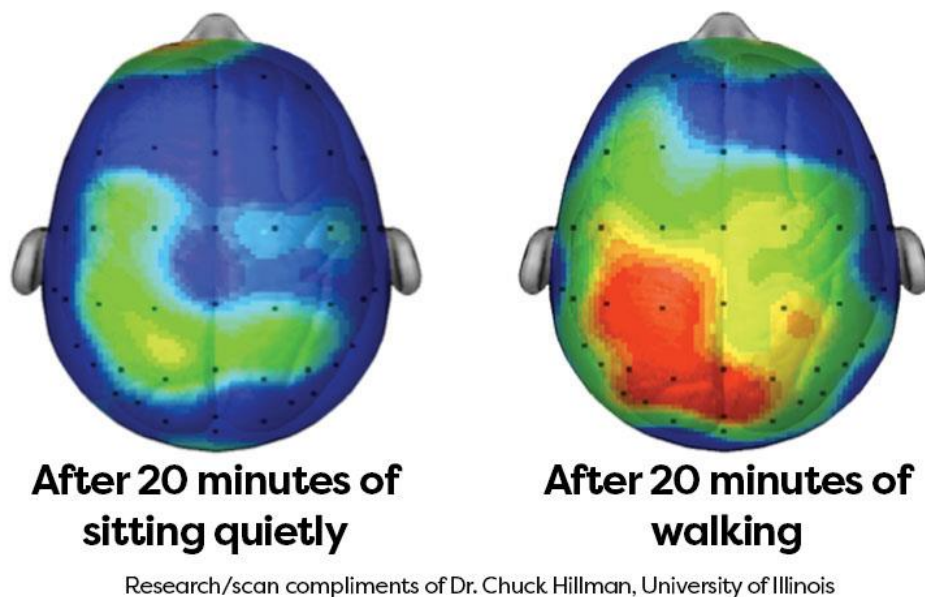 After 20 minutes of
sitting quietly
After 20 minutes of
walking
Research/scan compliments of Dr. Chuck Hillman, University of Illinois